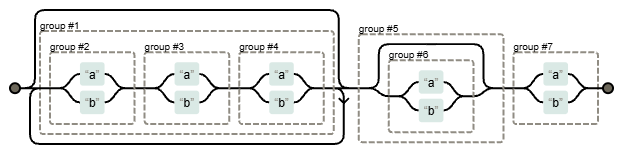 group #1
group #2
group #3
group #4
group #5
group #6
group #7
“a”
“a”
“a”
“a”
“a”
“b”
“b”
“b”
“b”
“b”